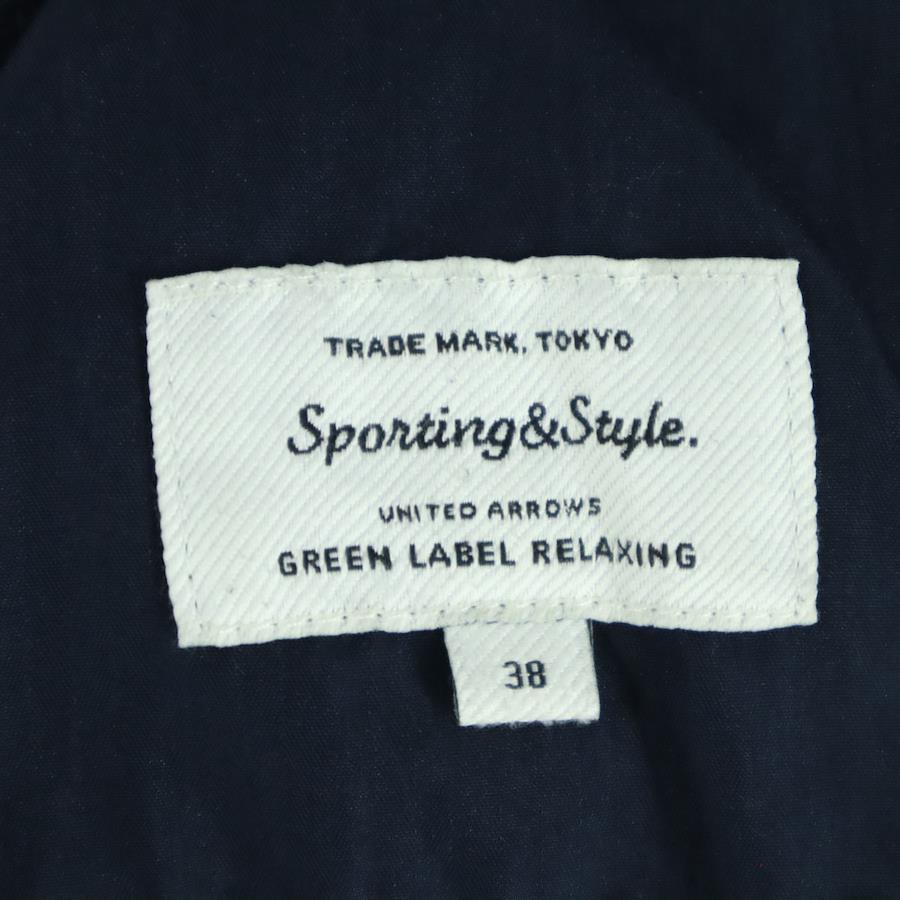 TRADE MARK, TOKYO
Sporting&Style.
UNITED ARROWS
GREEN LABEL RELAXING
38